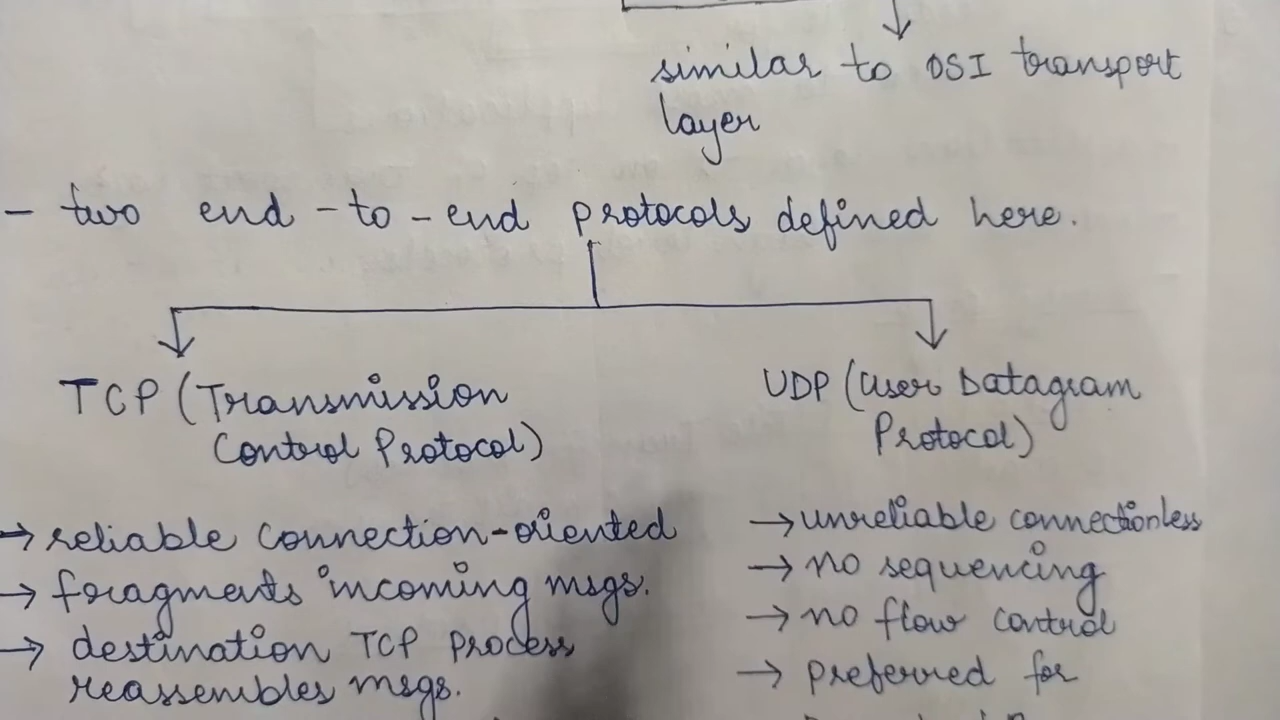 similar to OSI transport
layer
- two end-to-end protocols defined here.
TCP (Transmission
Control Protocol)
UDP (User Datagram
Protocol)
→ reliable connection-oriented
→ fragments incoming msgs.
→ destination TCP process
reassembles msgs.
→ unreliable connectionless
→ no sequencing
→ no flow control
→ preferred for